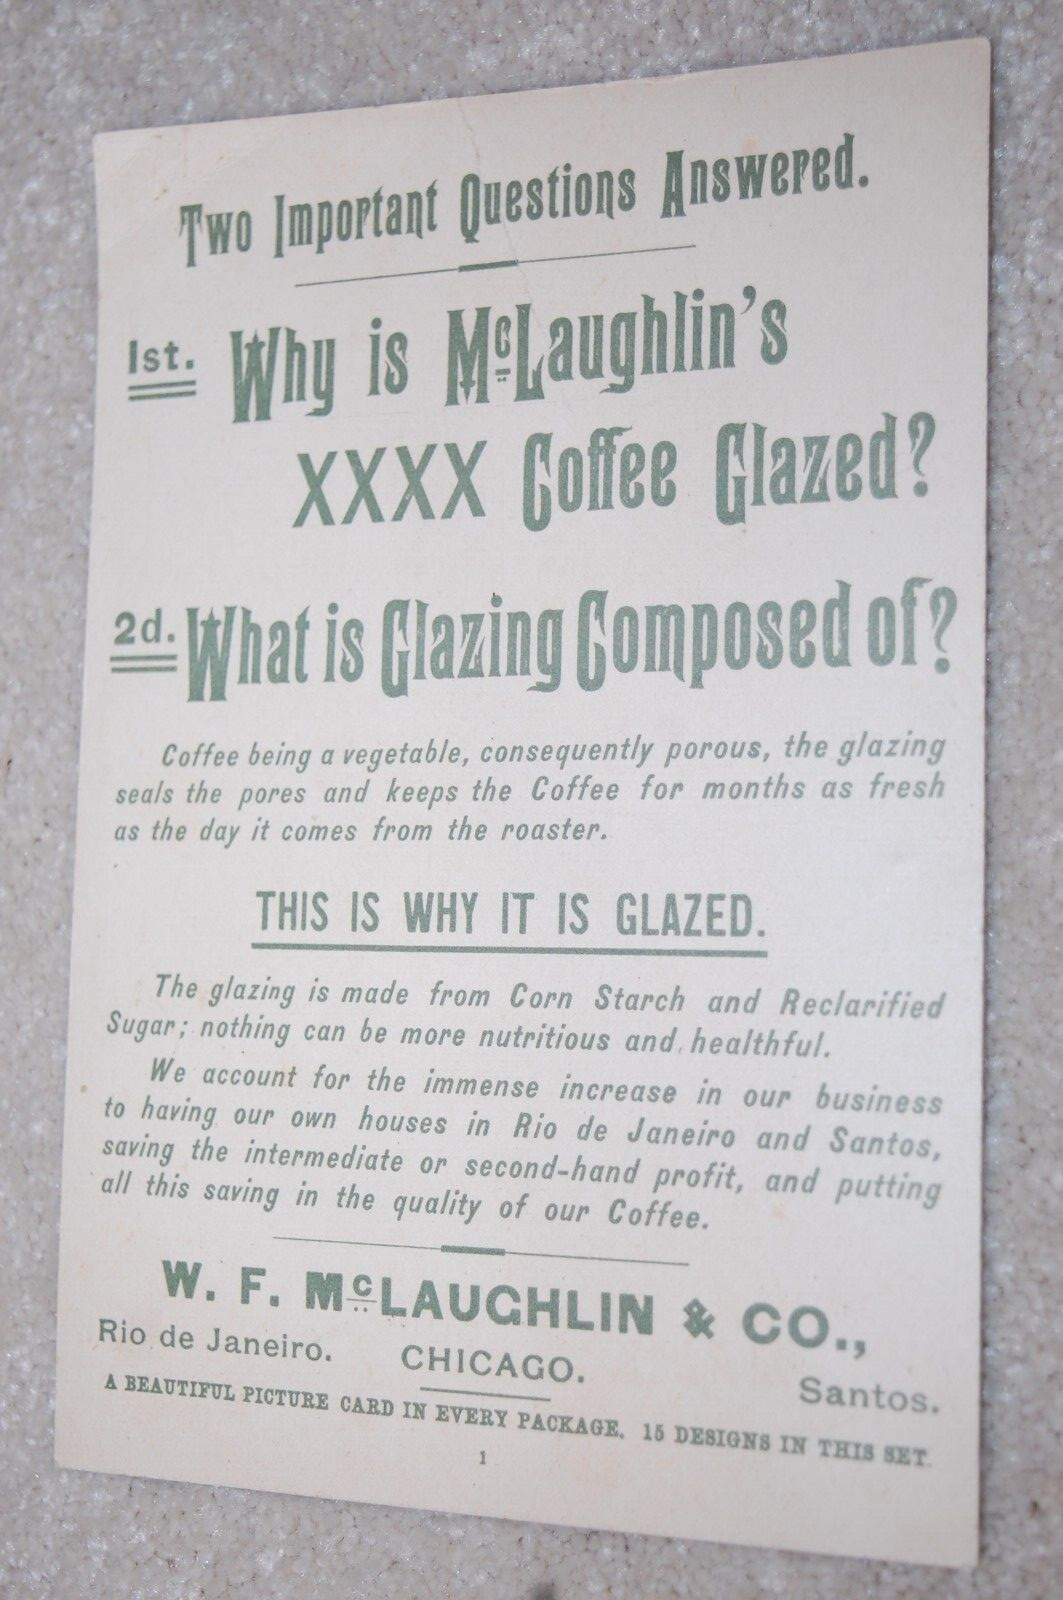 Two Important Questions Answered.
1st. Why is McLaughlin's
XXXX Coffee Glazed?
2d. What is Glazing Composed of?
Coffee being a vegetable, consequently porous, the glazing
seals the pores and keeps the Coffee for months as fresh
as the day it comes from the roaster.
THIS IS WHY IT IS GLAZED.
The glazing is made from Corn Starch and Reclarified
Sugar; nothing can be more nutritious and healthful.
We account for the immense increase in our business
to having our own houses in Rio de Janeiro and Santos,
saving the intermediate or second-hand profit, and putting
all this saving in the quality of our Coffee.
W. F. McLAUGHLIN & CO.,
Rio de Janeiro. CHICAGO. Santos.
A BEAUTIFUL PICTURE CARD IN EVERY PACKAGE. 15 DESIGNS IN THIS SET.
1